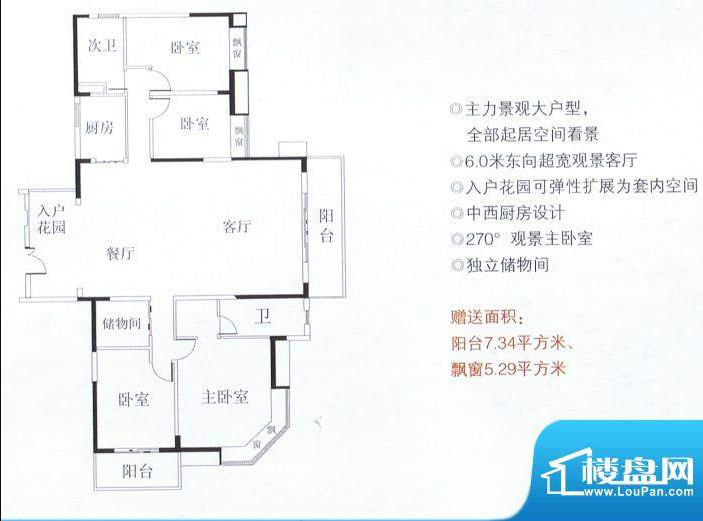 次卫
卧室
飘窗
厨房
卧室
飘窗
入户
花园
客厅
阳台
餐厅
储物间
卫
卧室
主卧室
飘窗
阳台
◎主力景观大户型，
全部起居空间看景
◎6.0米东向超宽观景客厅
◎入户花园可弹性扩展为套内空间
◎中西厨房设计
◎270°观景主卧室
◎独立储物间
赠送面积：
阳台7.34平方米、
飘窗5.29平方米
楼盘网
www.LouPan.com